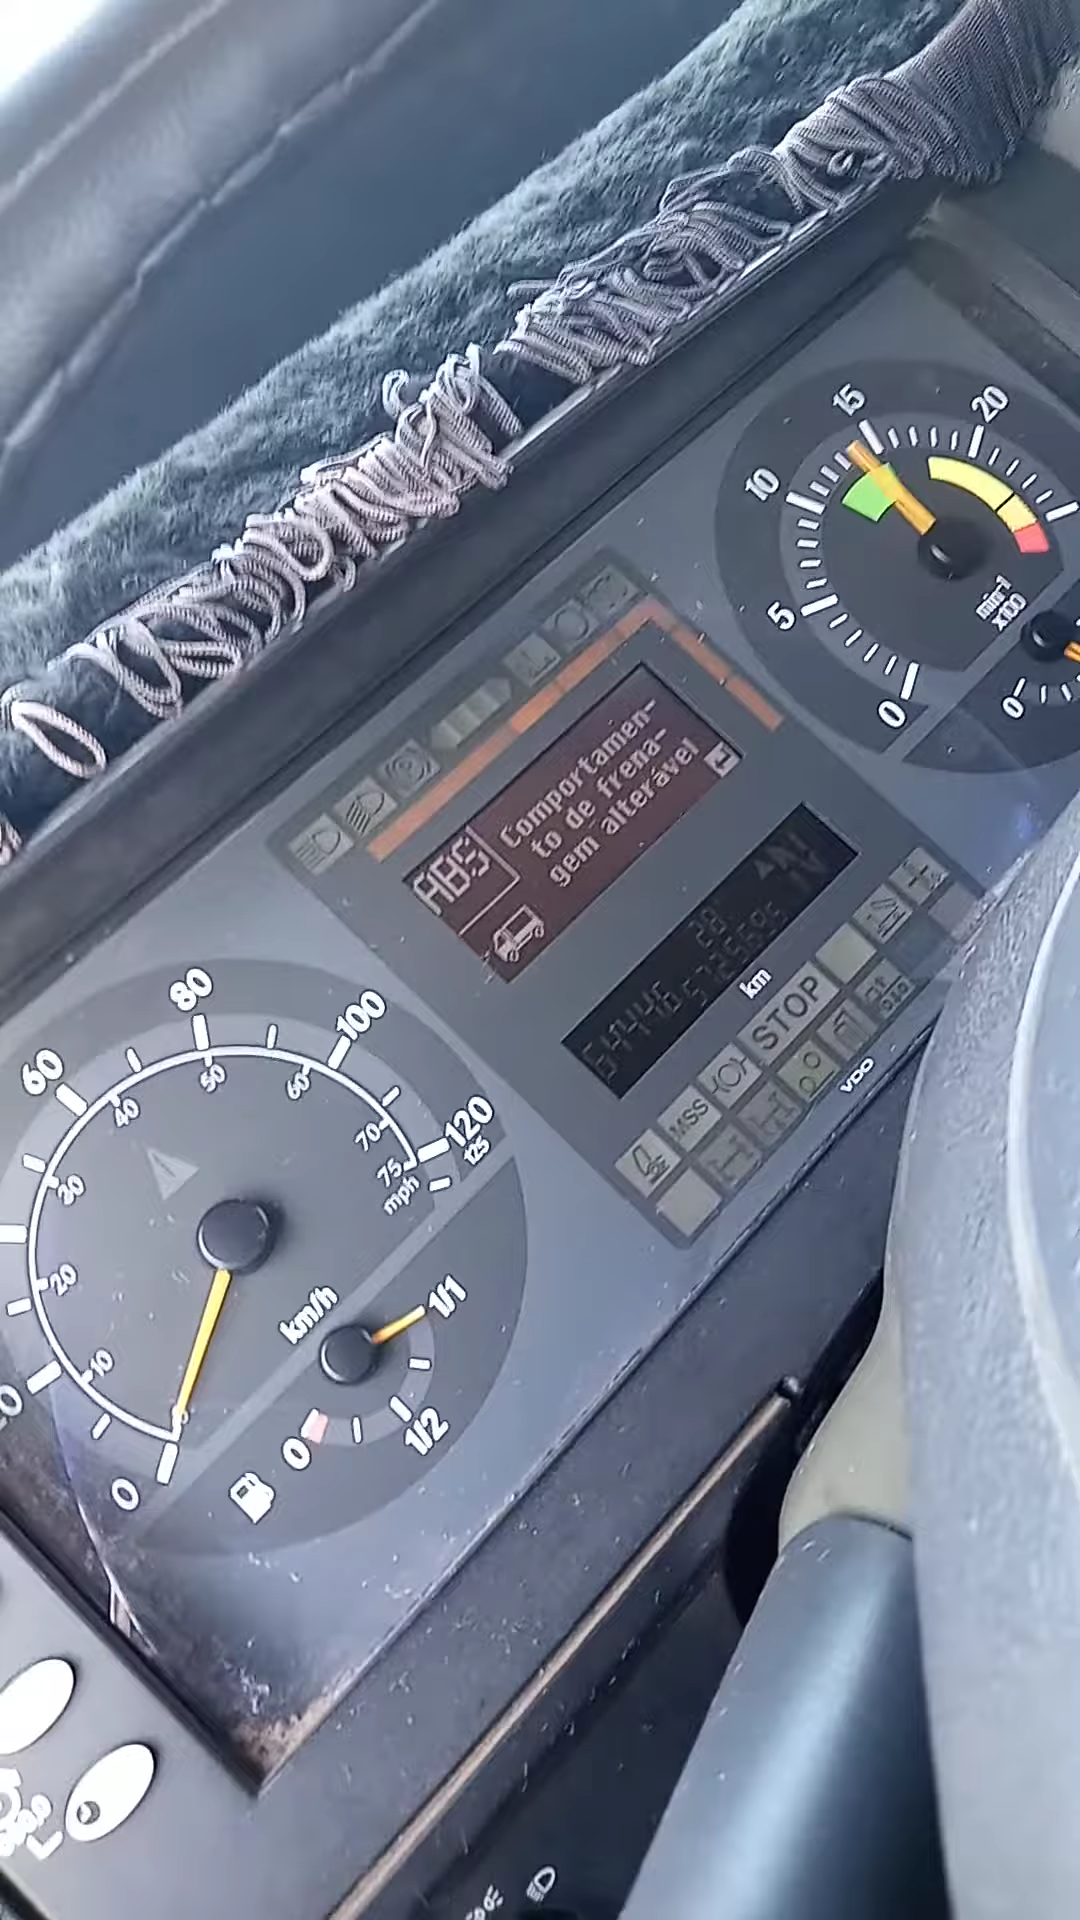 ABS
Comportamen-
to de frena-
gem alterável
km
STOP
MSS
VDO
0
5
10
15
20
min-1
x100
0
0
60
80
100
120
125
10
20
30
40
50
60
70
75
mph
km/h
1/1
1/2
0